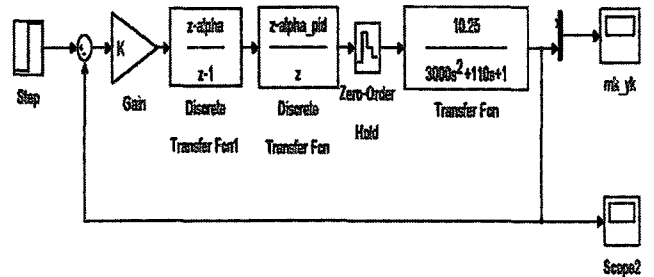 Step
K
Gain
z-alpha
z-1
Discrete
Transfer Fcn1
z-alpha_pid
z
Discrete
Transfer Fcn
Zero-Order
Hold
10.25
3000s²+110s+1
Transfer Fcn
mk_yk
Scope2